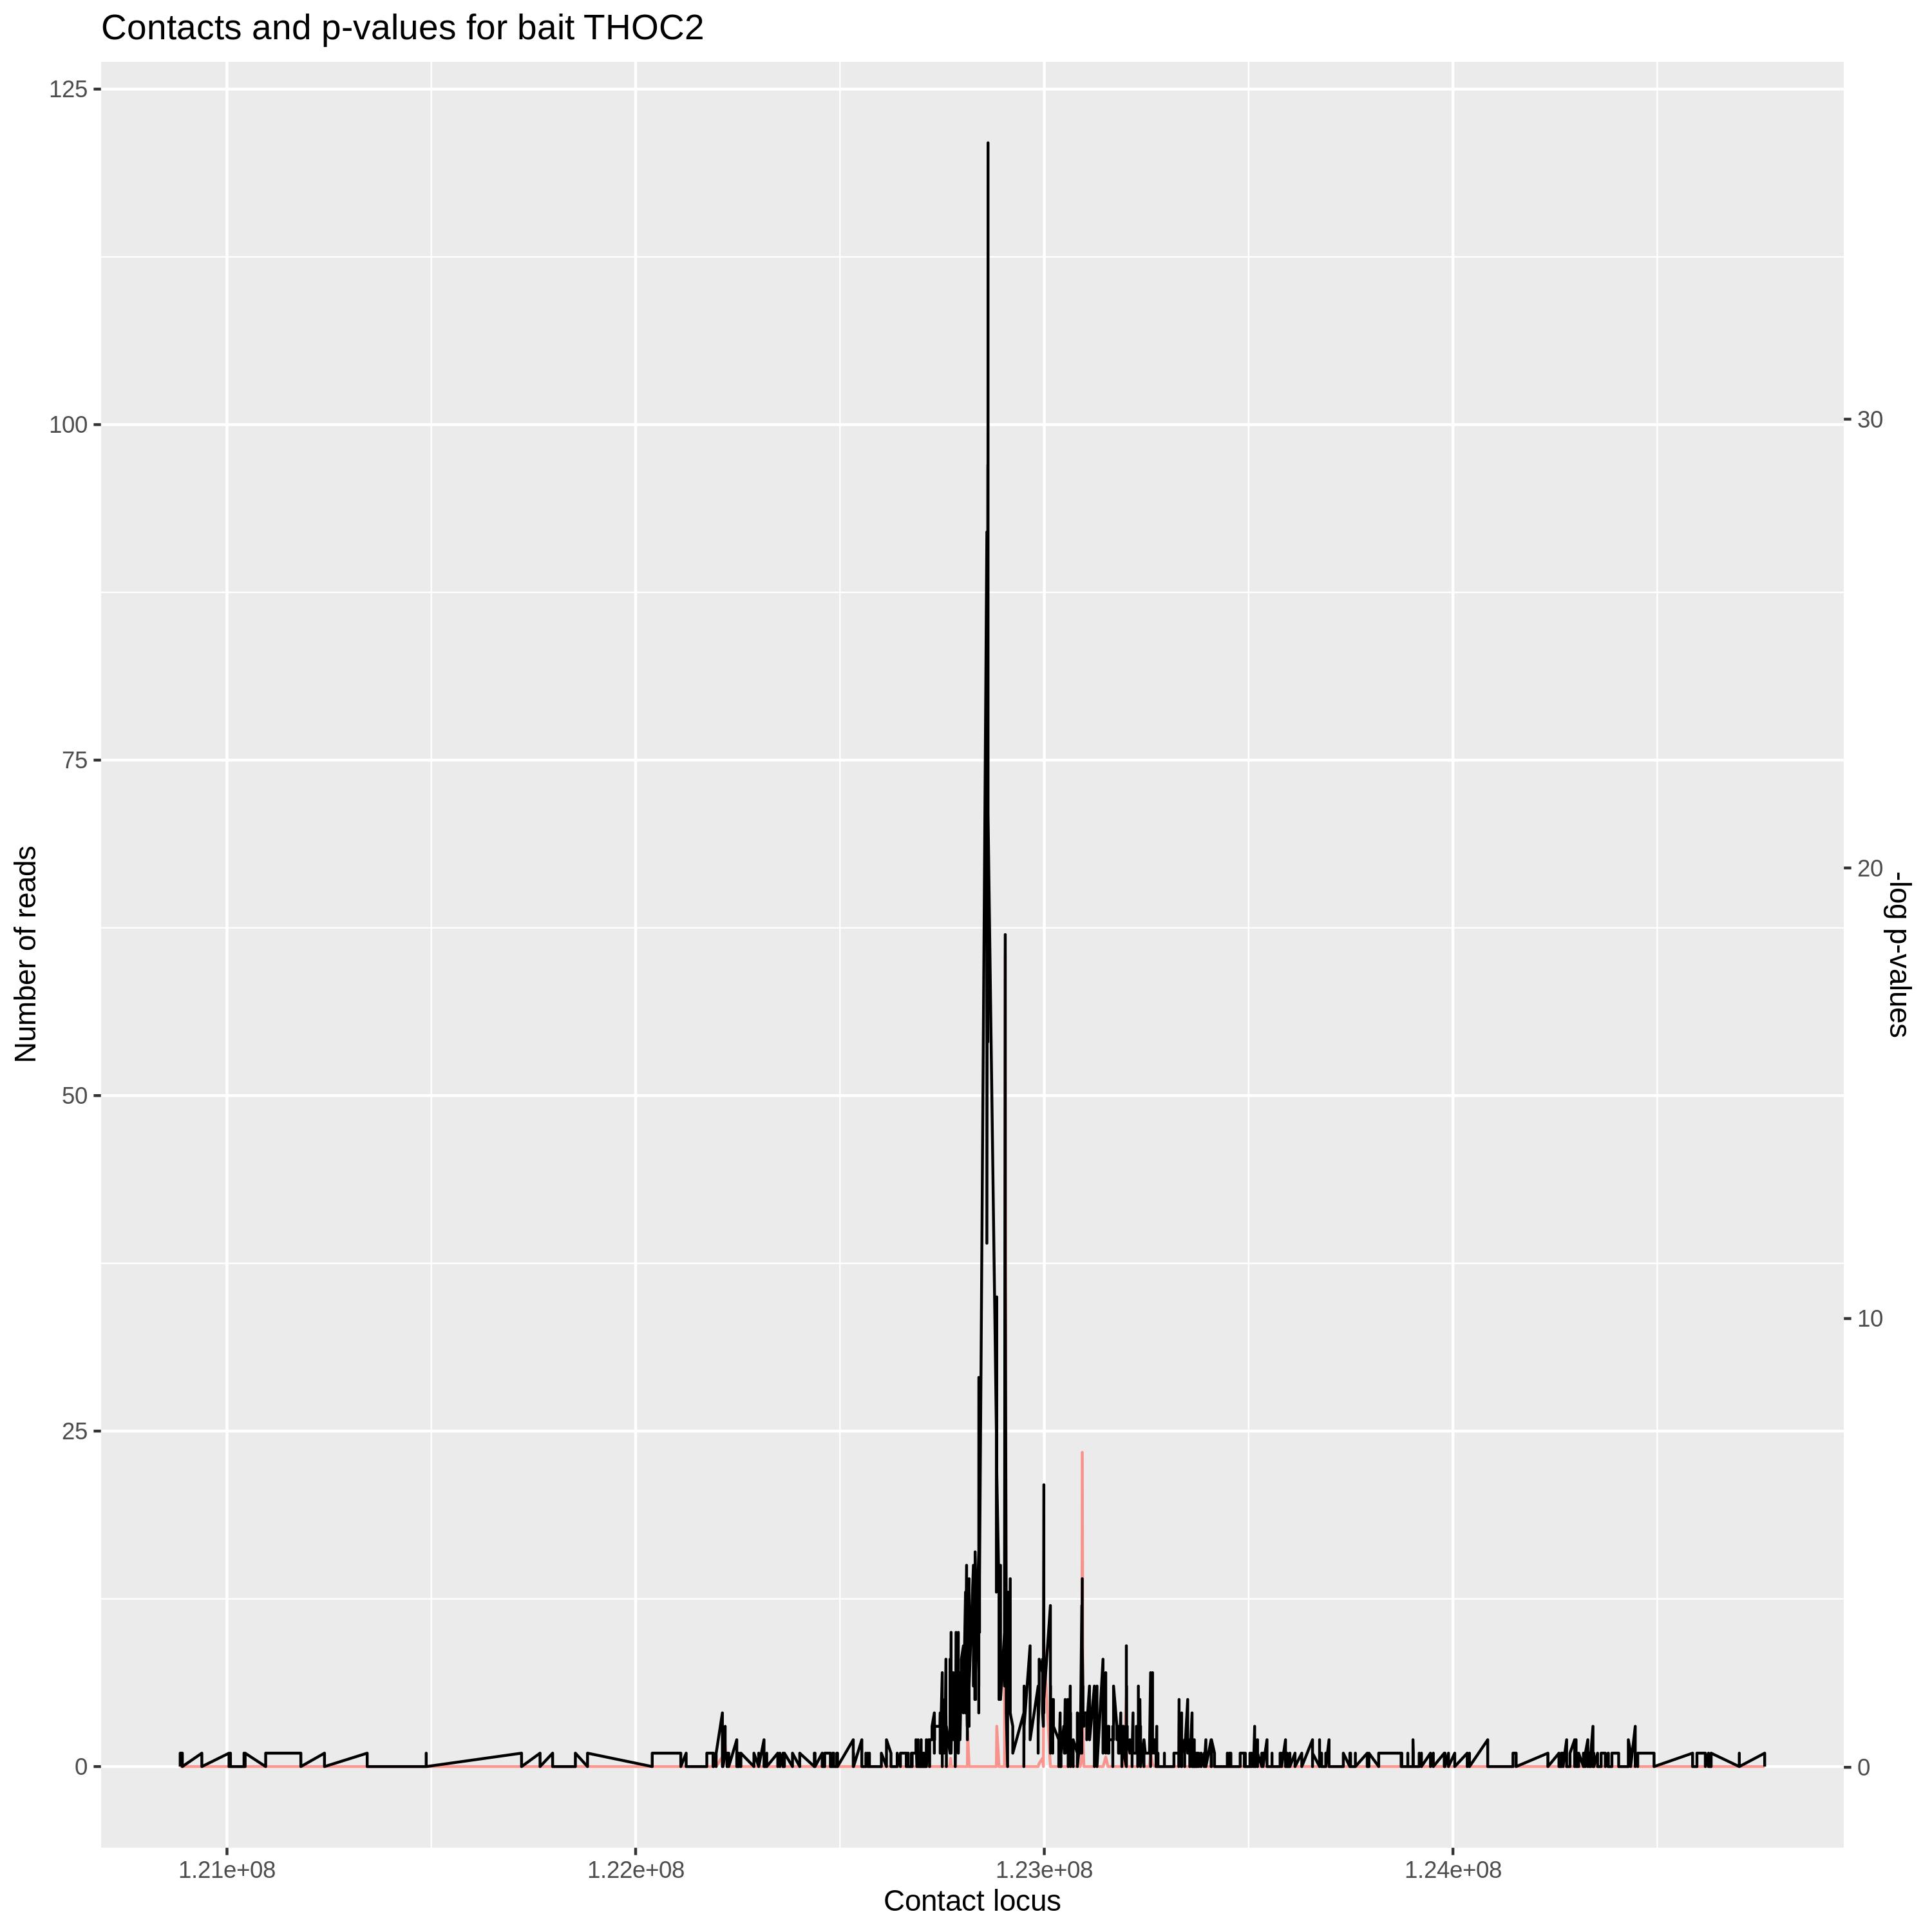 Contacts and p-values for bait THOC2
125
100
75
50
25
0
Number of reads
30
20
10
0
-log p-values
1.21e+08
1.22e+08
1.23e+08
1.24e+08
Contact locus